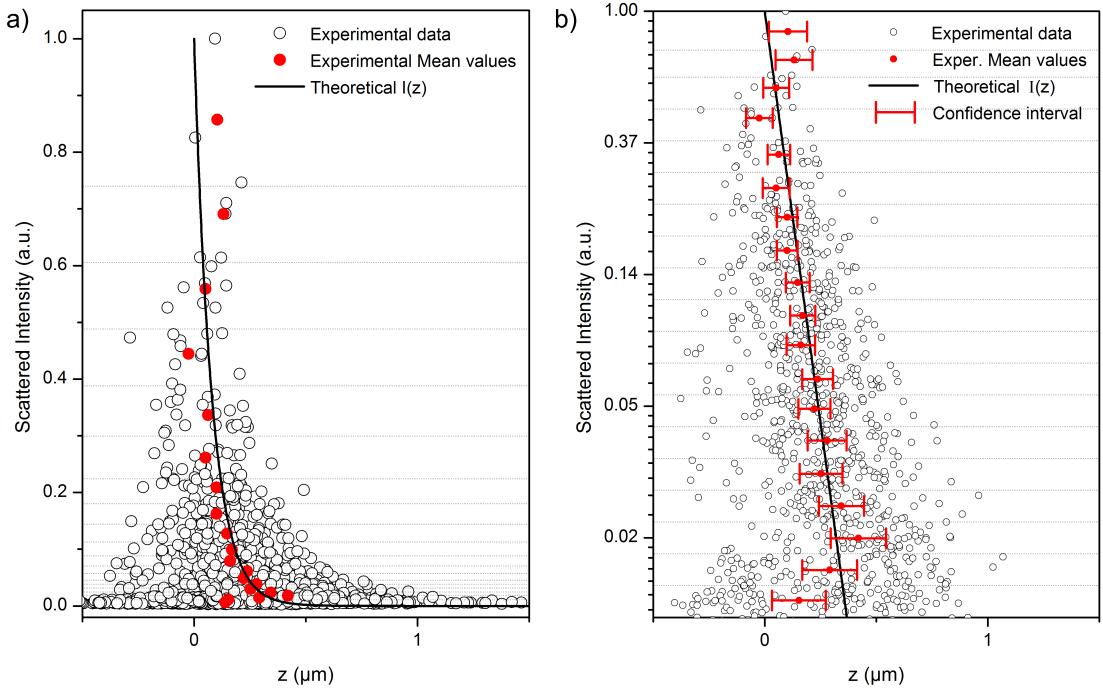 a)
Experimental data
Experimental Mean values
Theoretical I(z)
1.0
0.8
0.6
0.4
0.2
0.0
Scattered Intensity (a.u.)
0
1
z (µm)
b)
Experimental data
Exper. Mean values
Theoretical I(z)
Confidence interval
1.00
0.37
0.14
0.05
0.02
Scattered Intensity (a.u.)
0
1
z (µm)